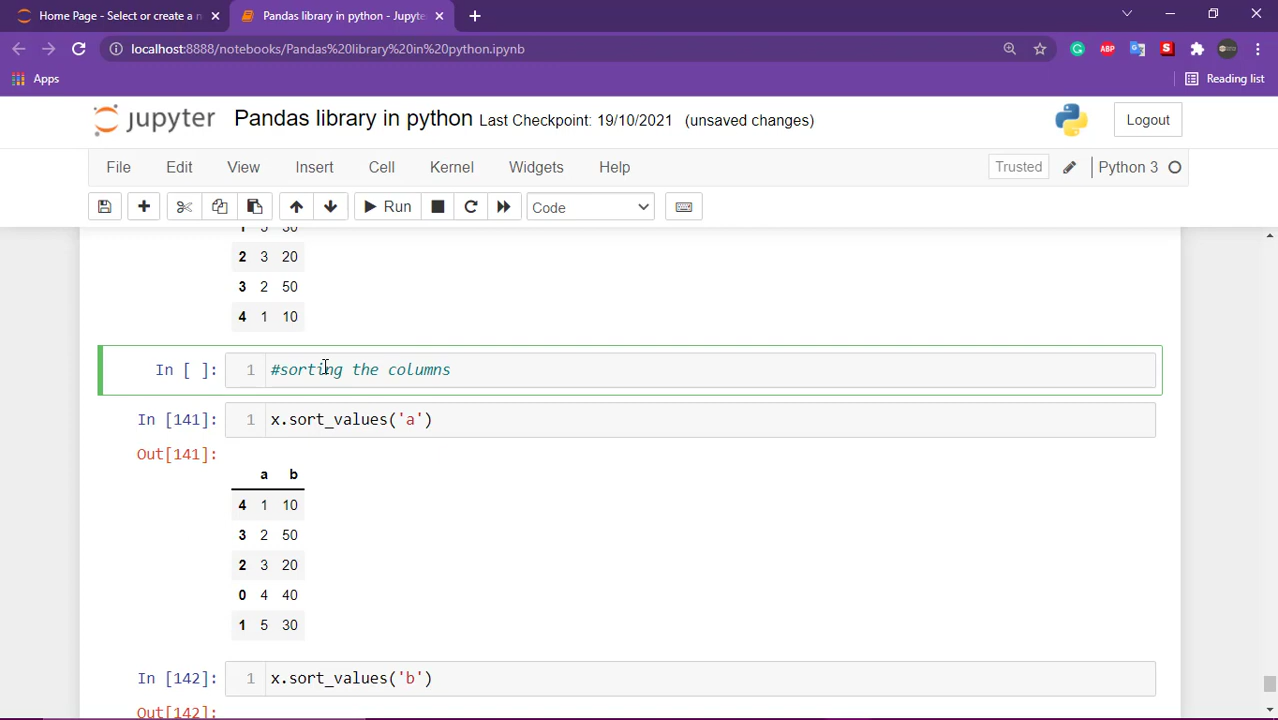 Home Page - Select or create a n
Pandas library in python - Jupyte
localhost:8888/notebooks/Pandas%20library%20in%20python.ipynb
ABP
S
Apps
Reading list
jupyter
Pandas library in python Last Checkpoint: 19/10/2021 (unsaved changes)
Logout
File Edit View Insert Cell Kernel Widgets Help
Trusted
Python 3
Run
Code
1 5 30
2 3 20
3 2 50
4 1 10
In [ ]: 1 #sorting the columns
In [141]: 1 x.sort_values('a')
Out[141]:
a b
4 1 10
3 2 50
2 3 20
0 4 40
1 5 30
In [142]: 1 x.sort_values('b')
Out[142]: